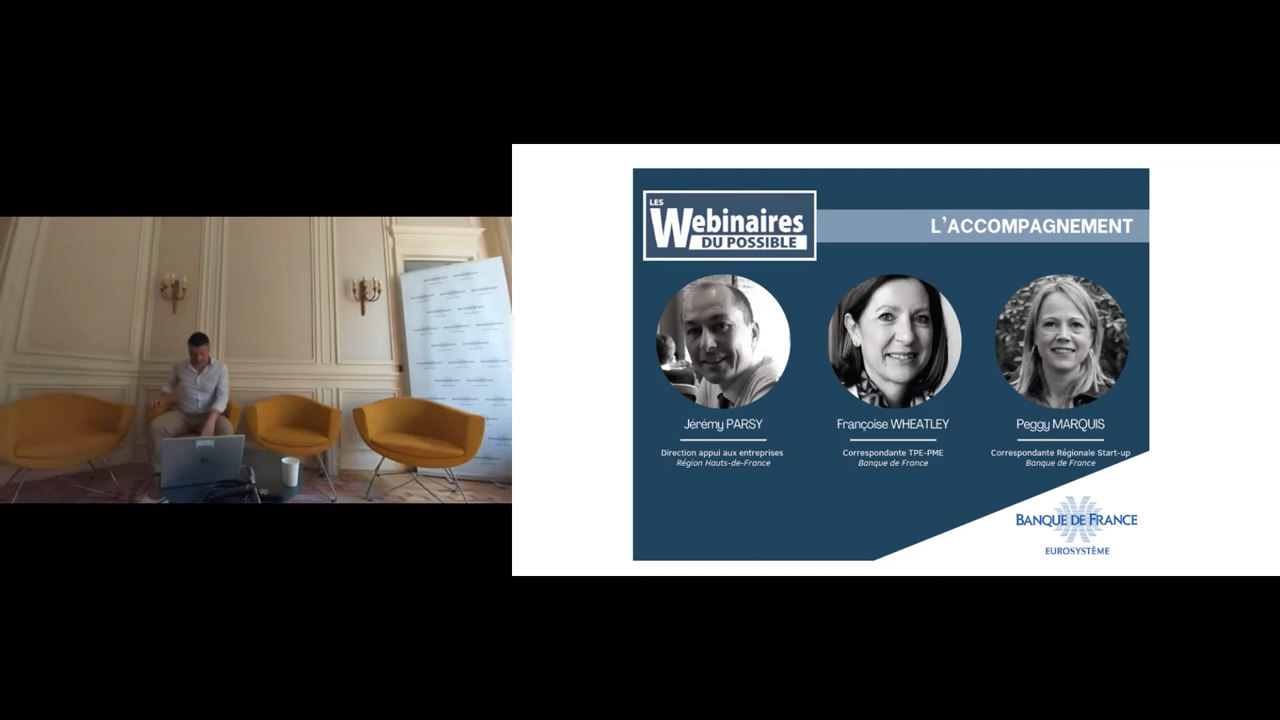 LES
Webinaires
DU POSSIBLE
L'ACCOMPAGNEMENT
Jérémy PARSY
Direction appui aux entreprises
Région Hauts-de-France
Françoise WHEATLEY
Correspondante TPE-PME
Banque de France
Peggy MARQUIS
Correspondante Régionale Start-up
Banque de France
BANQUE DE FRANCE
EUROSYSTÈME